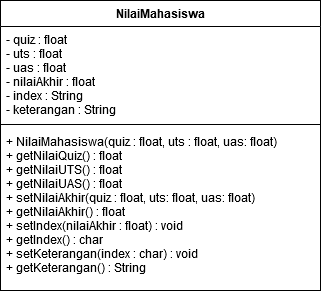 NilaiMahasiswa
- quiz : float
- uts : float
- uas : float
- nilaiAkhir : float
- index : String
- keterangan : String
+ NilaiMahasiswa(quiz : float, uts : float, uas: float)
+ getNilaiQuiz() : float
+ getNilaiUTS() : float
+ getNilaiUAS() : float
+ setNilaiAkhir(quiz : float, uts: float, uas: float)
+ getNilaiAkhir() : float
+ setIndex(nilaiAkhir : float) : void
+ getIndex() : char
+ setKeterangan(index : char) : void
+ getKeterangan() : String